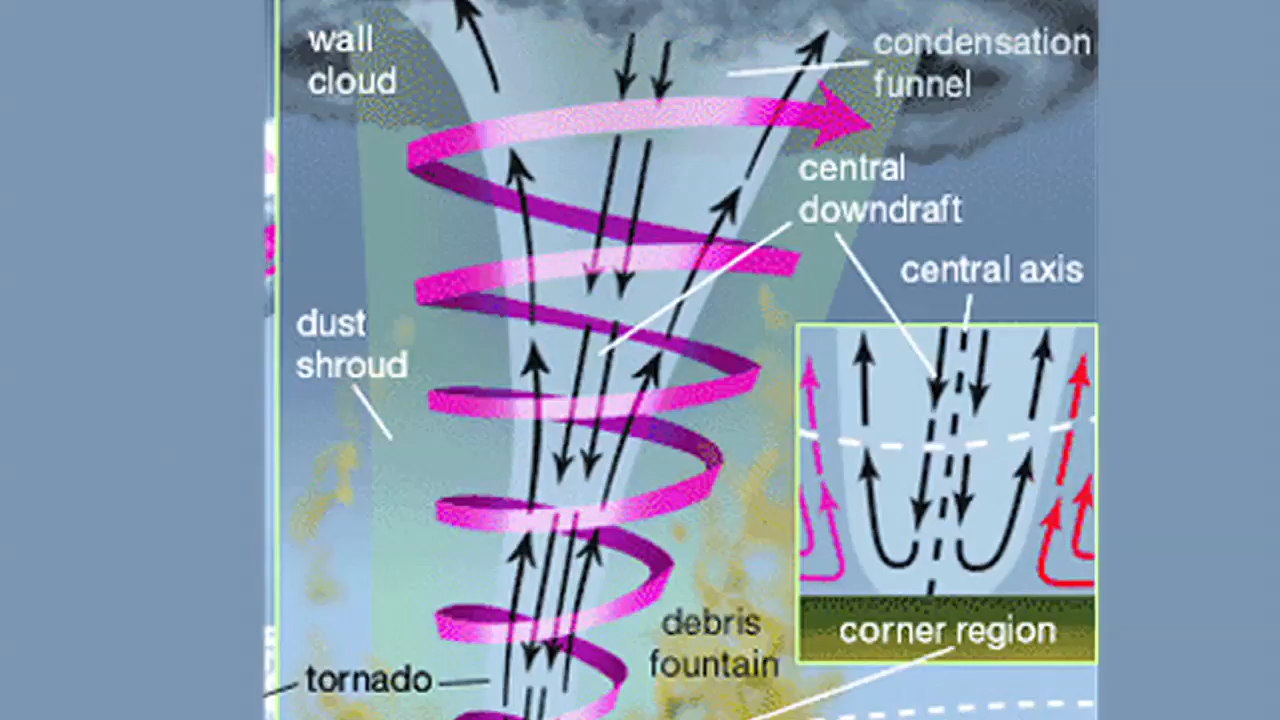 wall
cloud
condensation
funnel
central
downdraft
central axis
dust
shroud
debris
fountain
corner region
tornado